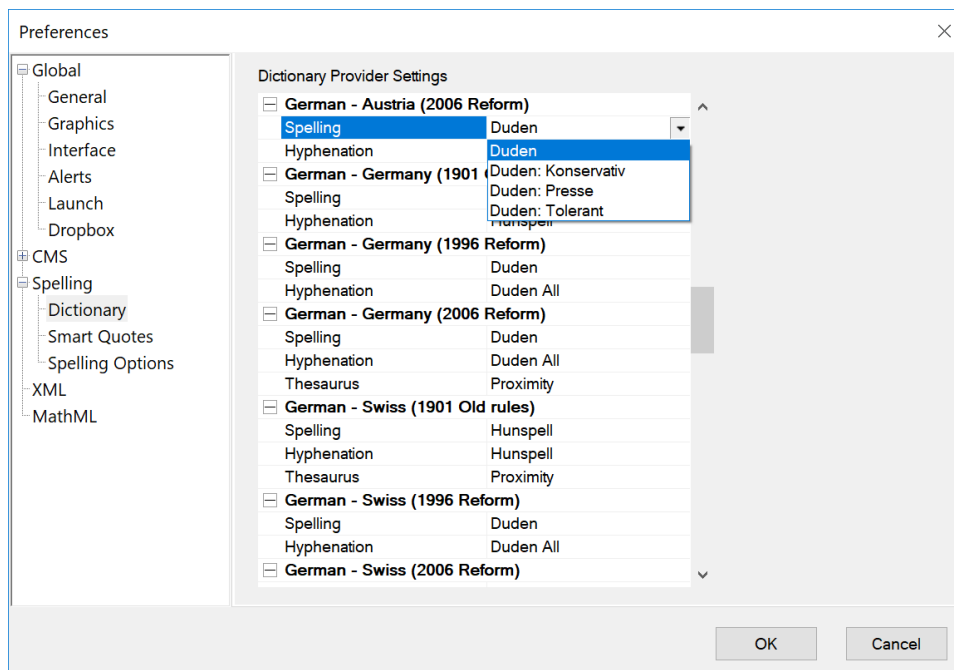 Preferences
Global
General
Graphics
Interface
Alerts
Launch
Dropbox
CMS
Spelling
Dictionary
Smart Quotes
Spelling Options
XML
MathML
Dictionary Provider Settings
German - Austria (2006 Reform)
Spelling Duden
Hyphenation
Duden
Duden: Konservativ
Duden: Presse
Duden: Tolerant
German - Germany (1901
Spelling
Hyphenation Hunspell
German - Germany (1996 Reform)
Spelling Duden
Hyphenation Duden All
German - Germany (2006 Reform)
Spelling Duden
Hyphenation Duden All
Thesaurus Proximity
German - Swiss (1901 Old rules)
Spelling Hunspell
Hyphenation Hunspell
Thesaurus Proximity
German - Swiss (1996 Reform)
Spelling Duden
Hyphenation Duden All
German - Swiss (2006 Reform)
OK Cancel